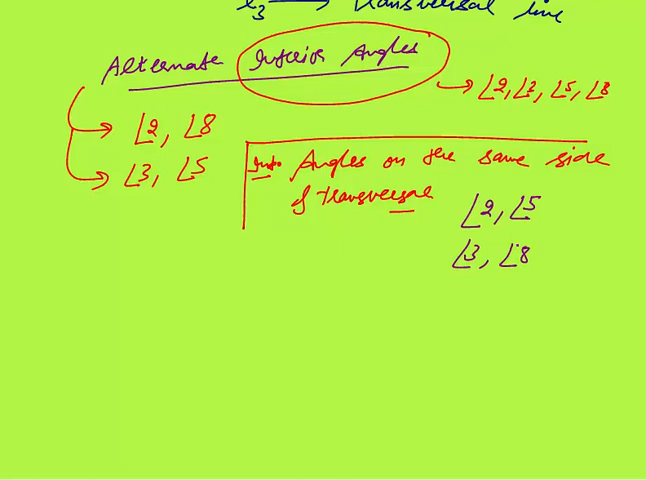 l3 → transversal line
Alternate Interior Angles
→ ∠2, ∠3, ∠5, ∠8
→ ∠2, ∠8
→ ∠3, ∠5
Int. Angles on the same side
of transversal
∠2, ∠5
∠3, ∠8